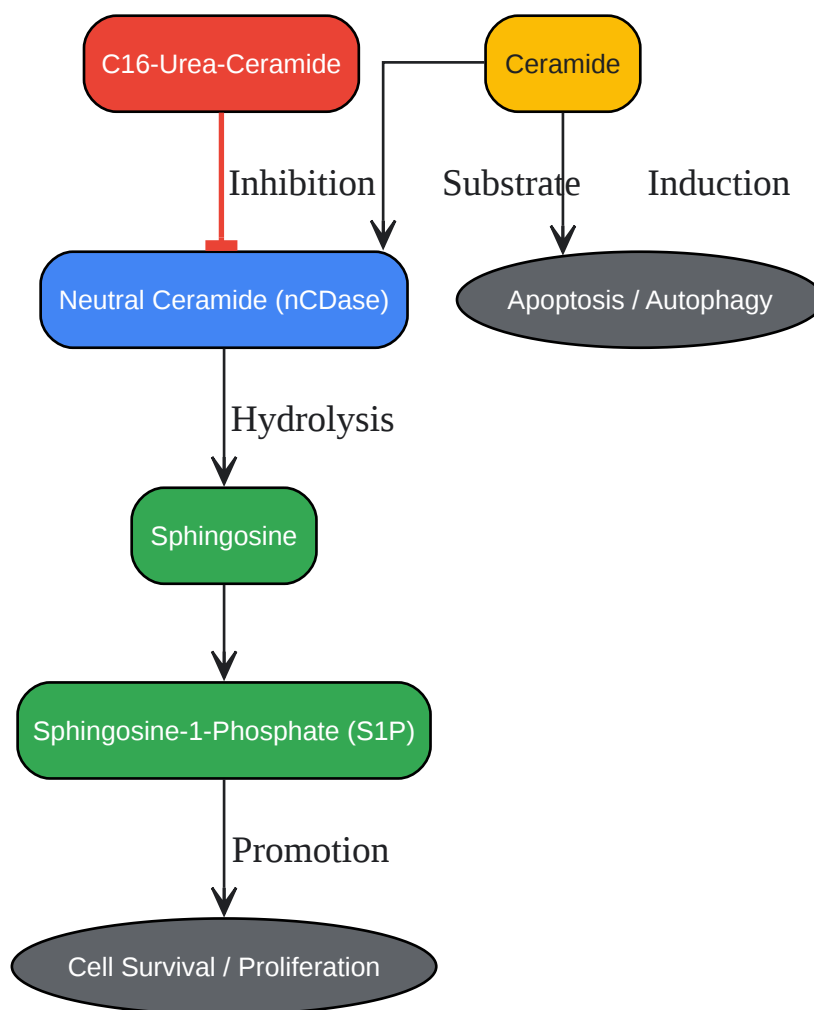 C16-Urea-Ceramide
Ceramide
Inhibition
Substrate
Induction
Neutral Ceramide (nCDase)
Apoptosis / Autophagy
Hydrolysis
Sphingosine
Sphingosine-1-Phosphate (S1P)
Promotion
Cell Survival / Proliferation